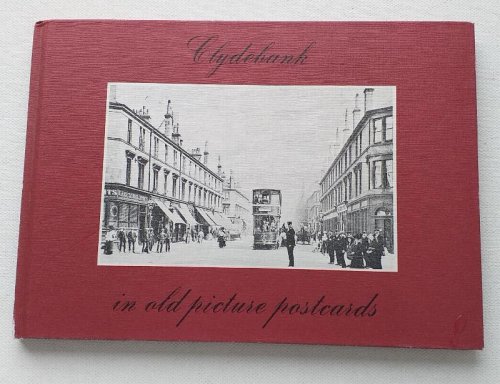 Clydebank
in old picture postcards